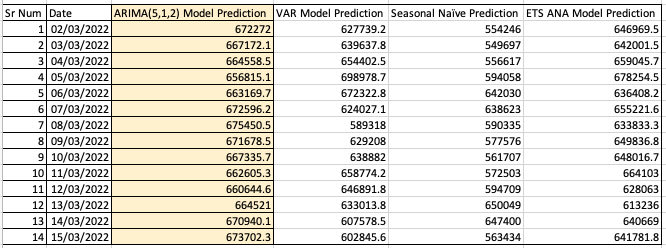 Sr Num Date ARIMA(5,1,2) Model Prediction VAR Model Prediction Seasonal Naïve Prediction ETS ANA Model Prediction
1 02/03/2022 672272 627739.2 554246 646969.5
2 03/03/2022 667172.1 639637.8 549697 642001.5
3 04/03/2022 664558.5 654402.5 556617 659045.7
4 05/03/2022 656815.1 698978.7 594058 678254.5
5 06/03/2022 663169.7 672322.8 642030 636408.2
6 07/03/2022 672596.2 624027.1 638623 655221.6
7 08/03/2022 675450.5 589318 590335 633833.3
8 09/03/2022 671678.5 629208 577576 649836.8
9 10/03/2022 667335.7 638882 561707 648016.7
10 11/03/2022 662605.3 658774.2 572503 664103
11 12/03/2022 660644.6 646891.8 594709 628063
12 13/03/2022 664521 633013.8 650049 613236
13 14/03/2022 670940.1 607578.5 647400 640669
14 15/03/2022 673702.3 602845.6 563434 641781.8